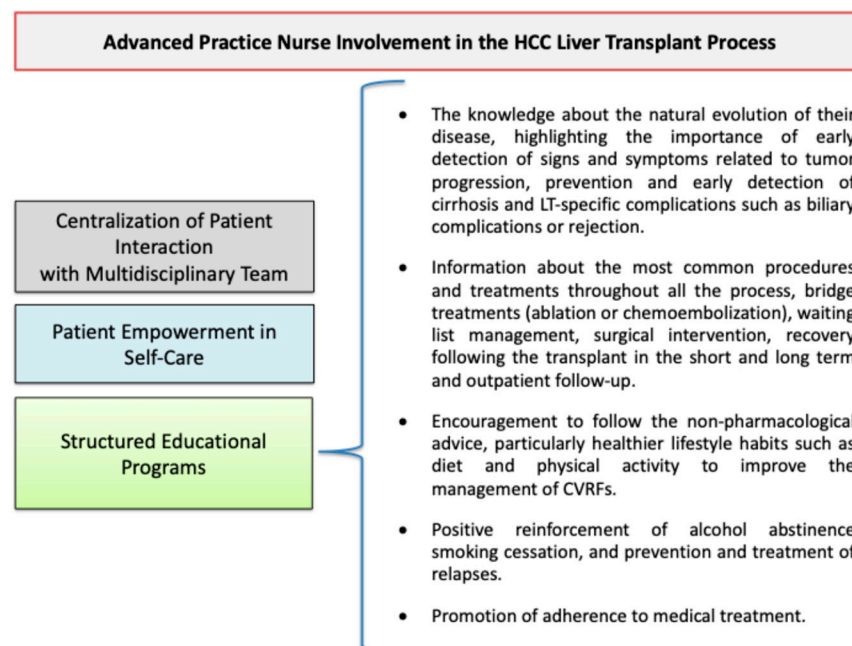 Advanced Practice Nurse Involvement in the HCC Liver Transplant Process
Centralization of Patient
Interaction
with Multidisciplinary Team
Patient Empowerment in
Self-Care
Structured Educational
Programs
• The knowledge about the natural evolution of their
disease, highlighting the importance of early
detection of signs and symptoms related to tumor
progression, prevention and early detection of
cirrhosis and LT-specific complications such as biliary
complications or rejection.
• Information about the most common procedures
and treatments throughout all the process, bridge
treatments (ablation or chemoembolization), waiting
list management, surgical intervention, recovery
following the transplant in the short and long term
and outpatient follow-up.
• Encouragement to follow the non-pharmacological
advice, particularly healthier lifestyle habits such as
diet and physical activity to improve the
management of CVRFs.
• Positive reinforcement of alcohol abstinence
smoking cessation, and prevention and treatment of
relapses.
• Promotion of adherence to medical treatment.